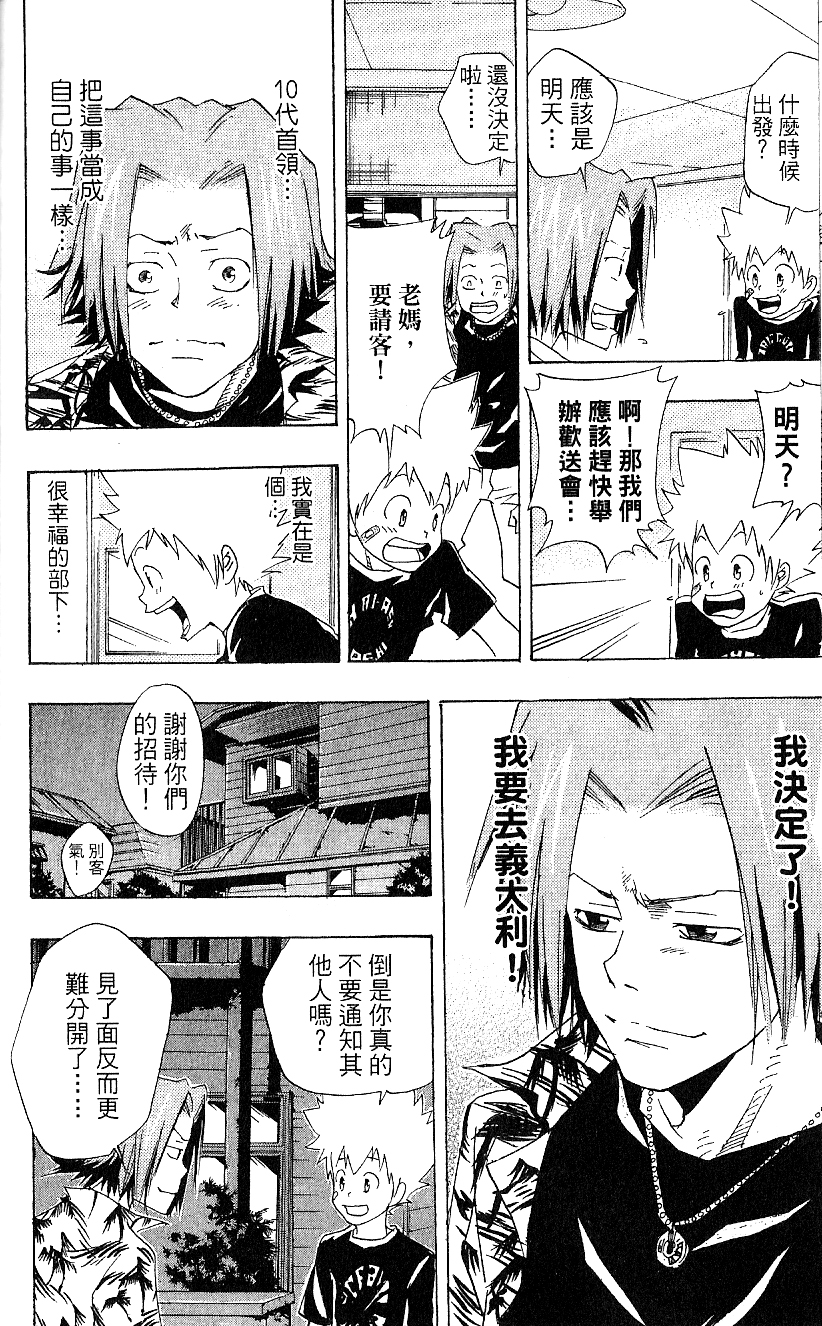 什麼時候
出發？
應該是
明天…
明天？
啊！那我們
應該趕快舉
辦歡送會…
還沒決定
啦……
老媽，
要請客！
10代首領…
把這事當成
自己的事一樣…
我實在是
個…
很幸福的部下…
我決定了！
我要去義大利！
謝謝你們
的招待！
別客
氣！
倒是你真的
不要通知其
他人嗎？
見了面反而更
難分開了……